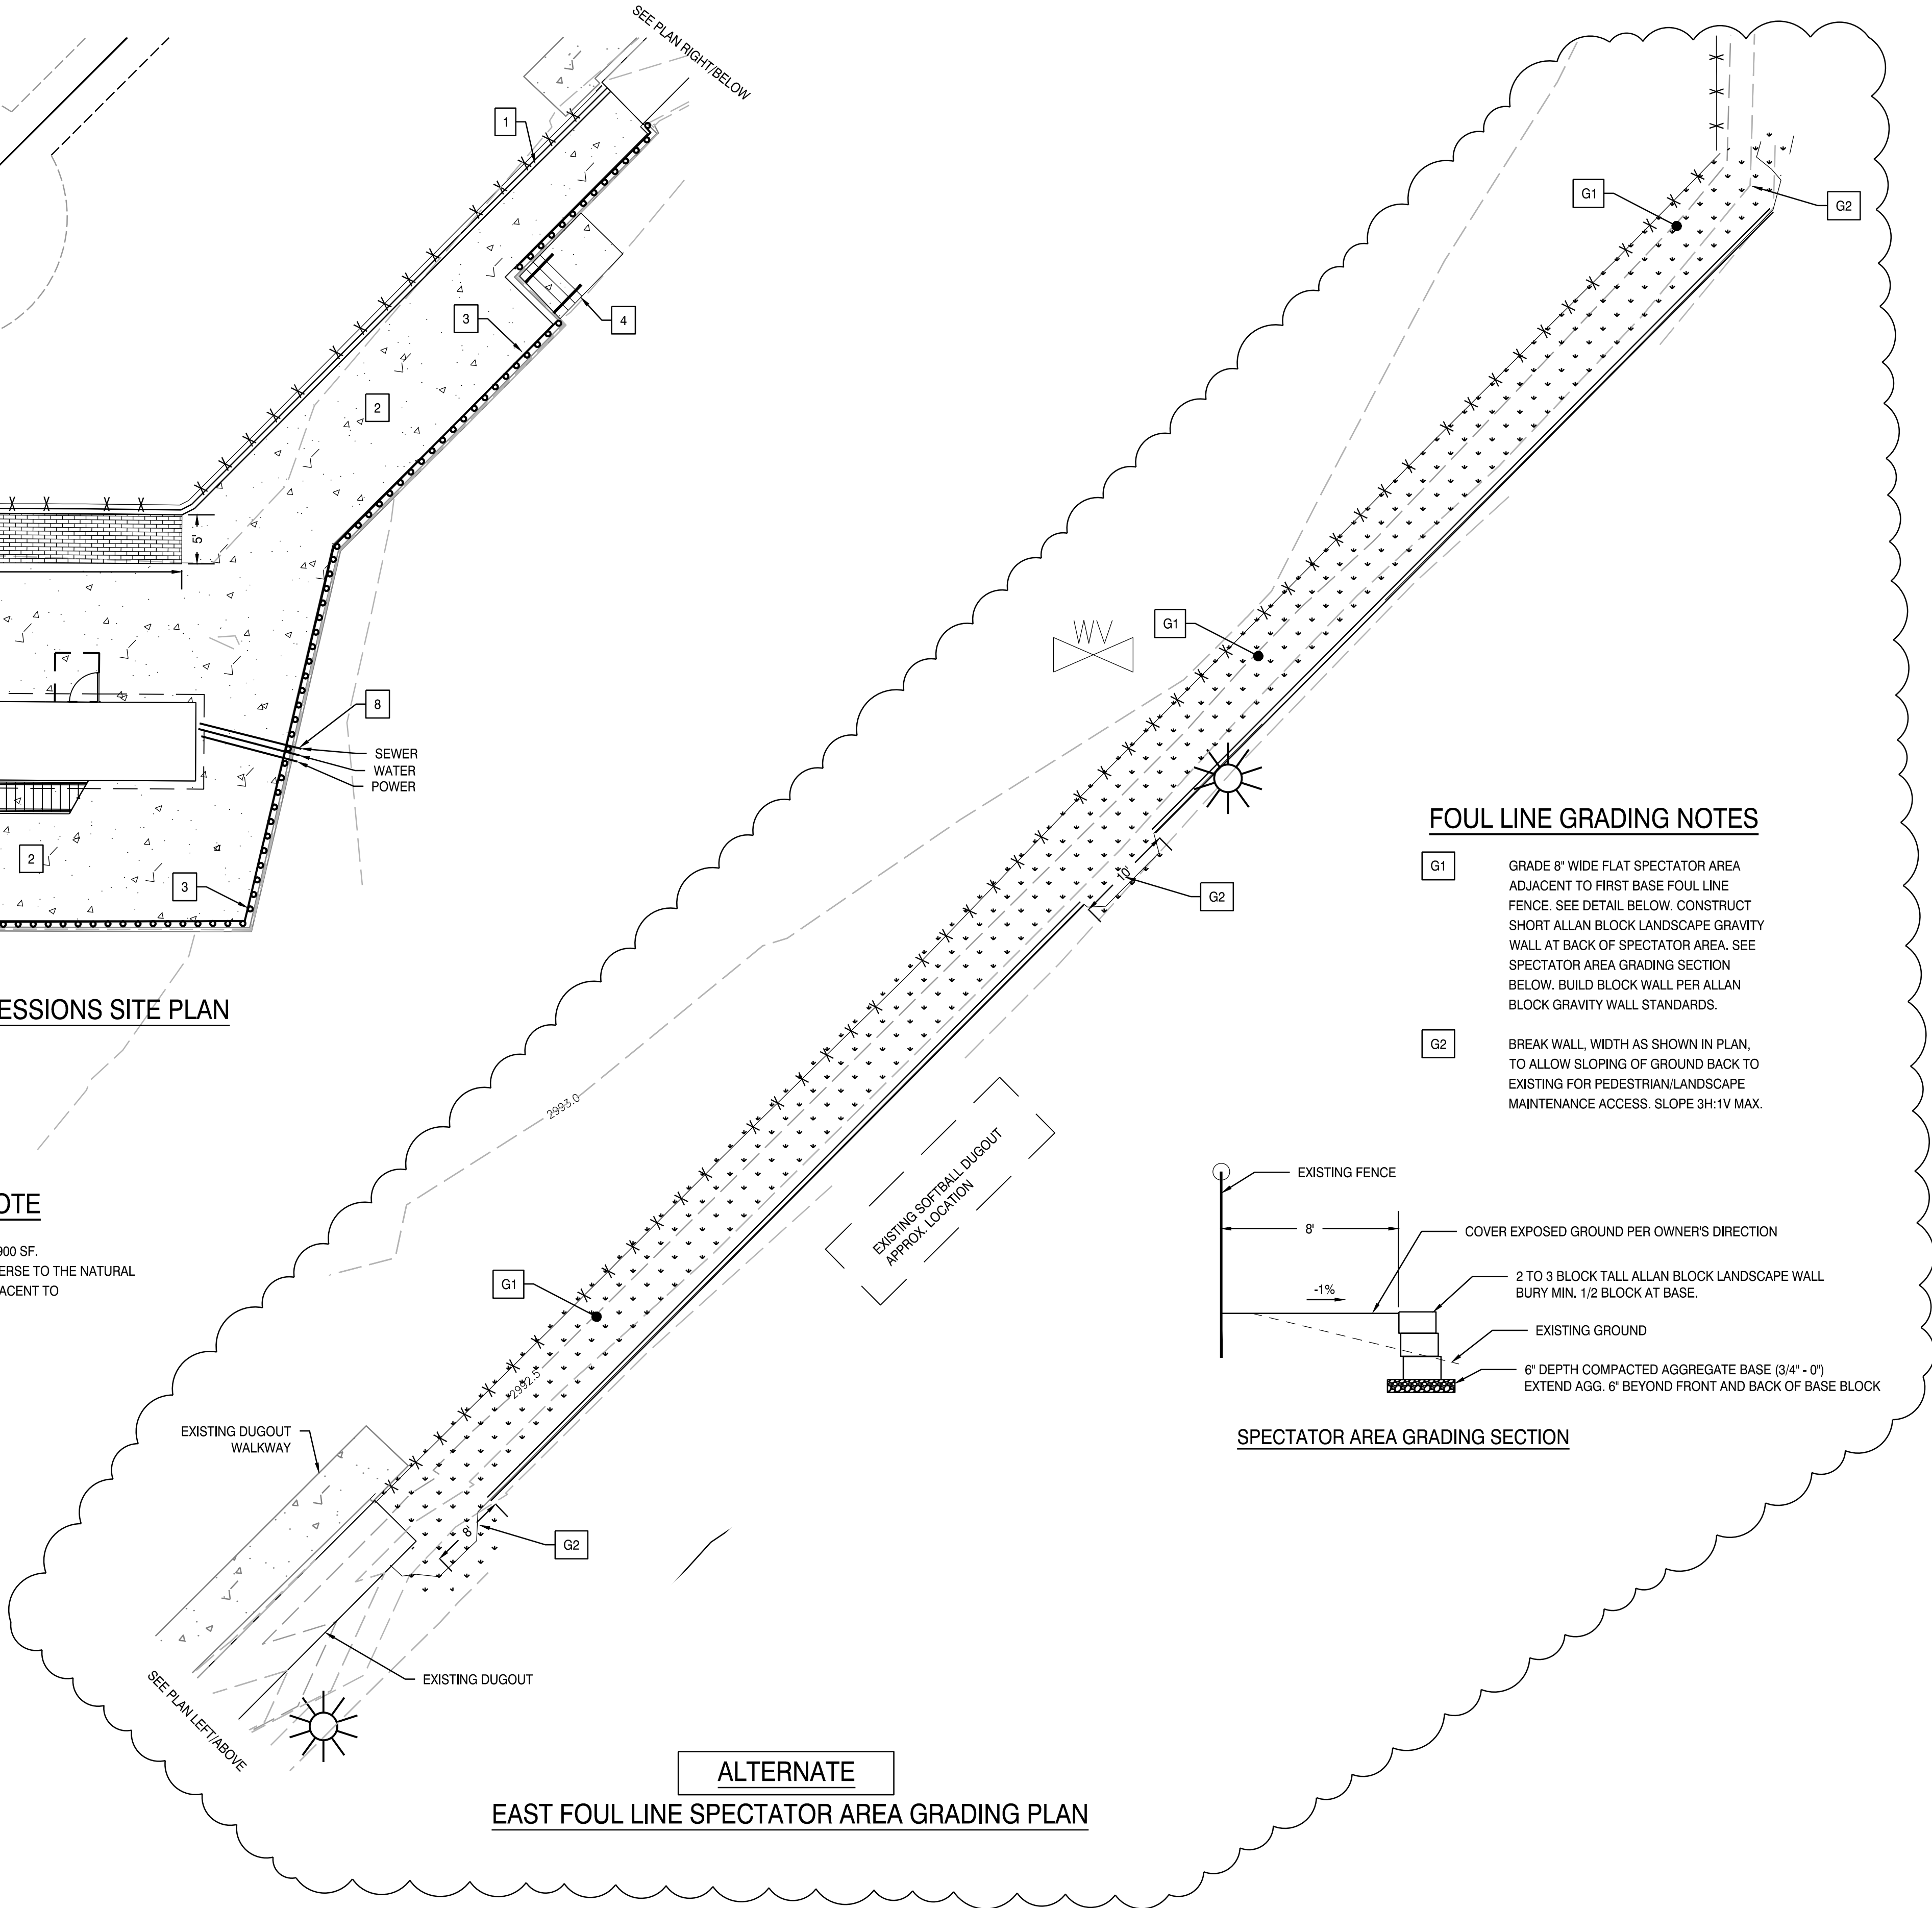 SEE PLAN RIGHT/BELOW
1
3
4
2
5'
8
SEWER
WATER
POWER
2
3
ESSIONS SITE PLAN
OTE
900 SF.
ERSE TO THE NATURAL
ACENT TO
G1
G2
WV
G1
10'
G2
2993.0
EXISTING SOFTBALL DUGOUT
APPROX. LOCATION
G1
2992.5
EXISTING DUGOUT
WALKWAY
8'
G2
EXISTING DUGOUT
SEE PLAN LEFT/ABOVE
FOUL LINE GRADING NOTES
G1
GRADE 8" WIDE FLAT SPECTATOR AREA
ADJACENT TO FIRST BASE FOUL LINE
FENCE. SEE DETAIL BELOW. CONSTRUCT
SHORT ALLAN BLOCK LANDSCAPE GRAVITY
WALL AT BACK OF SPECTATOR AREA. SEE
SPECTATOR AREA GRADING SECTION
BELOW. BUILD BLOCK WALL PER ALLAN
BLOCK GRAVITY WALL STANDARDS.
G2
BREAK WALL, WIDTH AS SHOWN IN PLAN,
TO ALLOW SLOPING OF GROUND BACK TO
EXISTING FOR PEDESTRIAN/LANDSCAPE
MAINTENANCE ACCESS. SLOPE 3H:1V MAX.
EXISTING FENCE
8'
COVER EXPOSED GROUND PER OWNER'S DIRECTION
-1%
2 TO 3 BLOCK TALL ALLAN BLOCK LANDSCAPE WALL
BURY MIN. 1/2 BLOCK AT BASE.
EXISTING GROUND
6" DEPTH COMPACTED AGGREGATE BASE (3/4" - 0")
EXTEND AGG. 6" BEYOND FRONT AND BACK OF BASE BLOCK
SPECTATOR AREA GRADING SECTION
ALTERNATE
EAST FOUL LINE SPECTATOR AREA GRADING PLAN